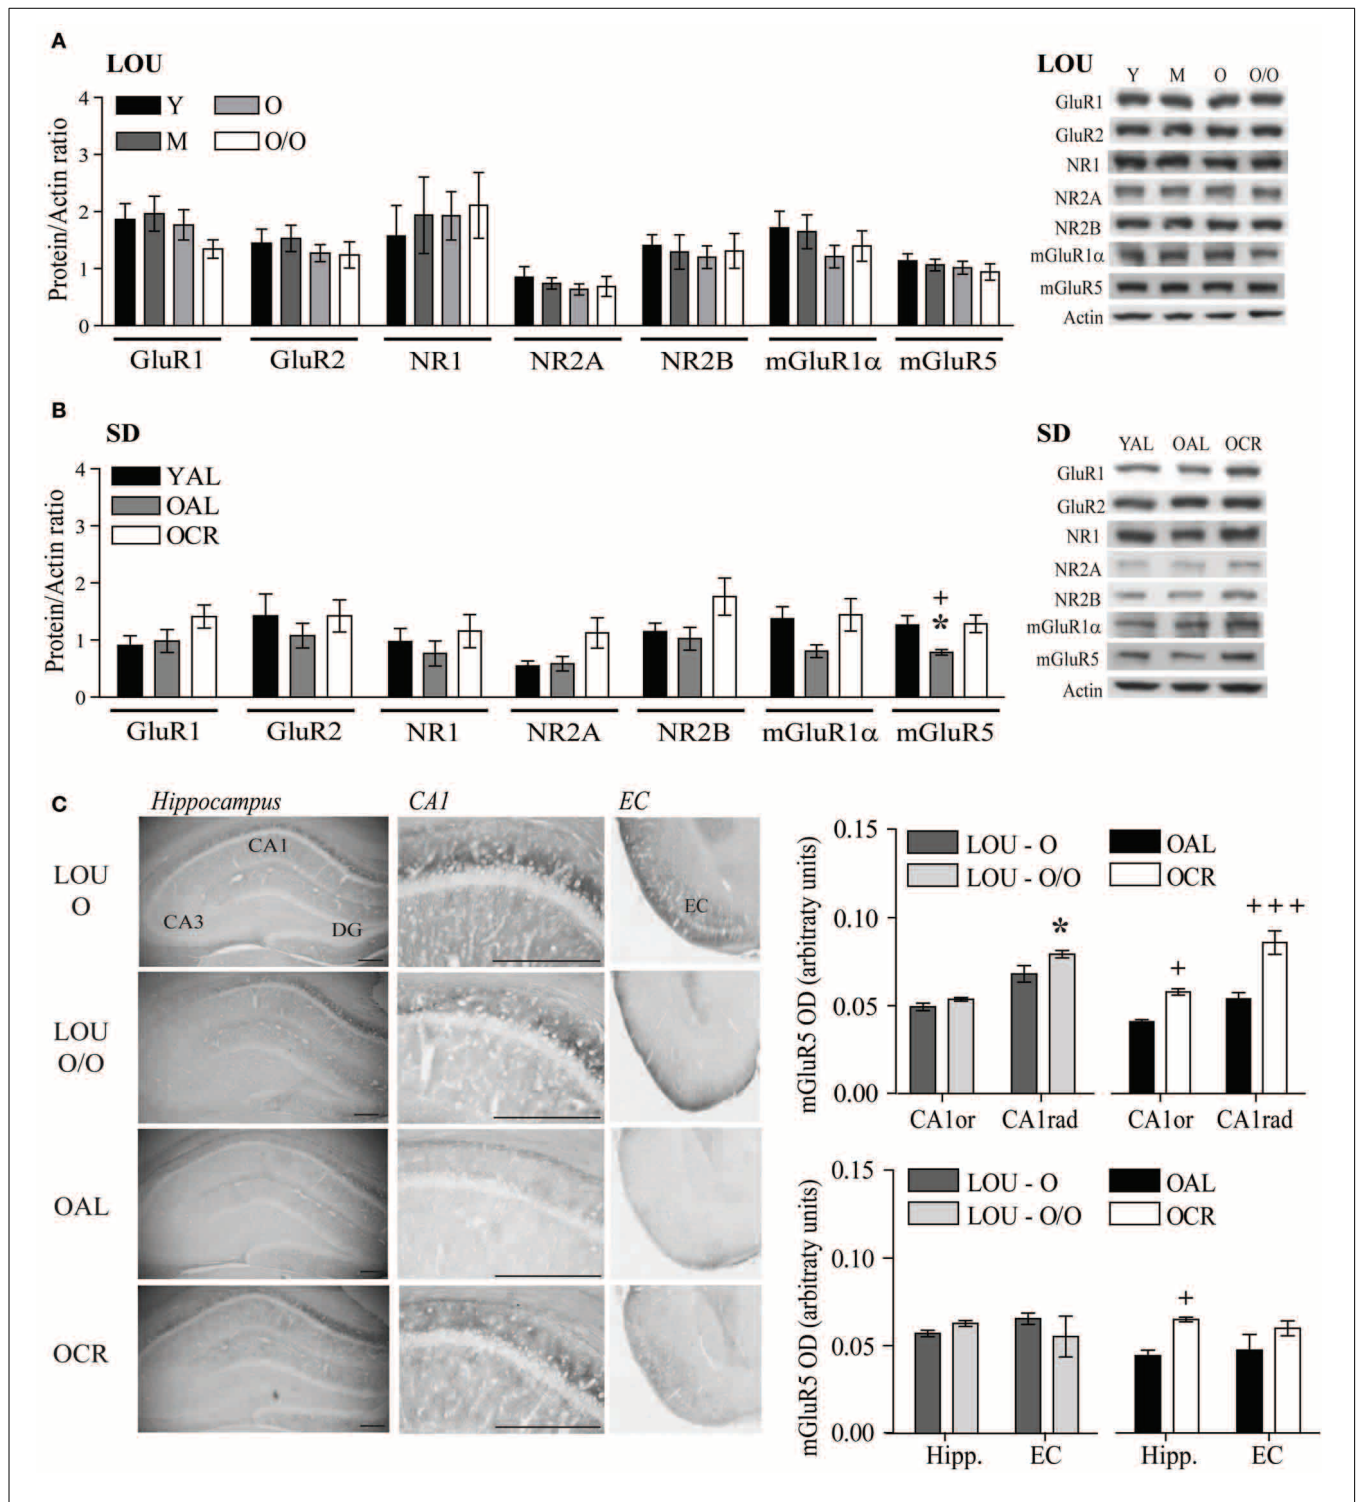 A
LOU
Y O
M O/O
Protein/Actin ratio
4
3
2
1
0
GluR1 GluR2 NR1 NR2A NR2B mGluR1α mGluR5
LOU
Y M O O/O
GluR1
GluR2
NR1
NR2A
NR2B
mGluR1α
mGluR5
Actin
B
SD
YAL
OAL
OCR
Protein/Actin ratio
4
3
2
1
0
+
*
GluR1 GluR2 NR1 NR2A NR2B mGluR1α mGluR5
SD
YAL OAL OCR
GluR1
GluR2
NR1
NR2A
NR2B
mGluR1α
mGluR5
Actin
C
Hippocampus CA1 EC
LOU
O
CA1
CA3
DG
EC
LOU
O/O
OAL
OCR
mGluR5 OD (arbitraty units)
0.15
0.10
0.05
0.00
LOU - O OAL
LOU - O/O OCR
* + +++
CA1or CA1rad CA1or CA1rad
mGluR5 OD (arbitraty units)
0.15
0.10
0.05
0.00
LOU - O OAL
LOU - O/O OCR
+
Hipp. EC Hipp. EC